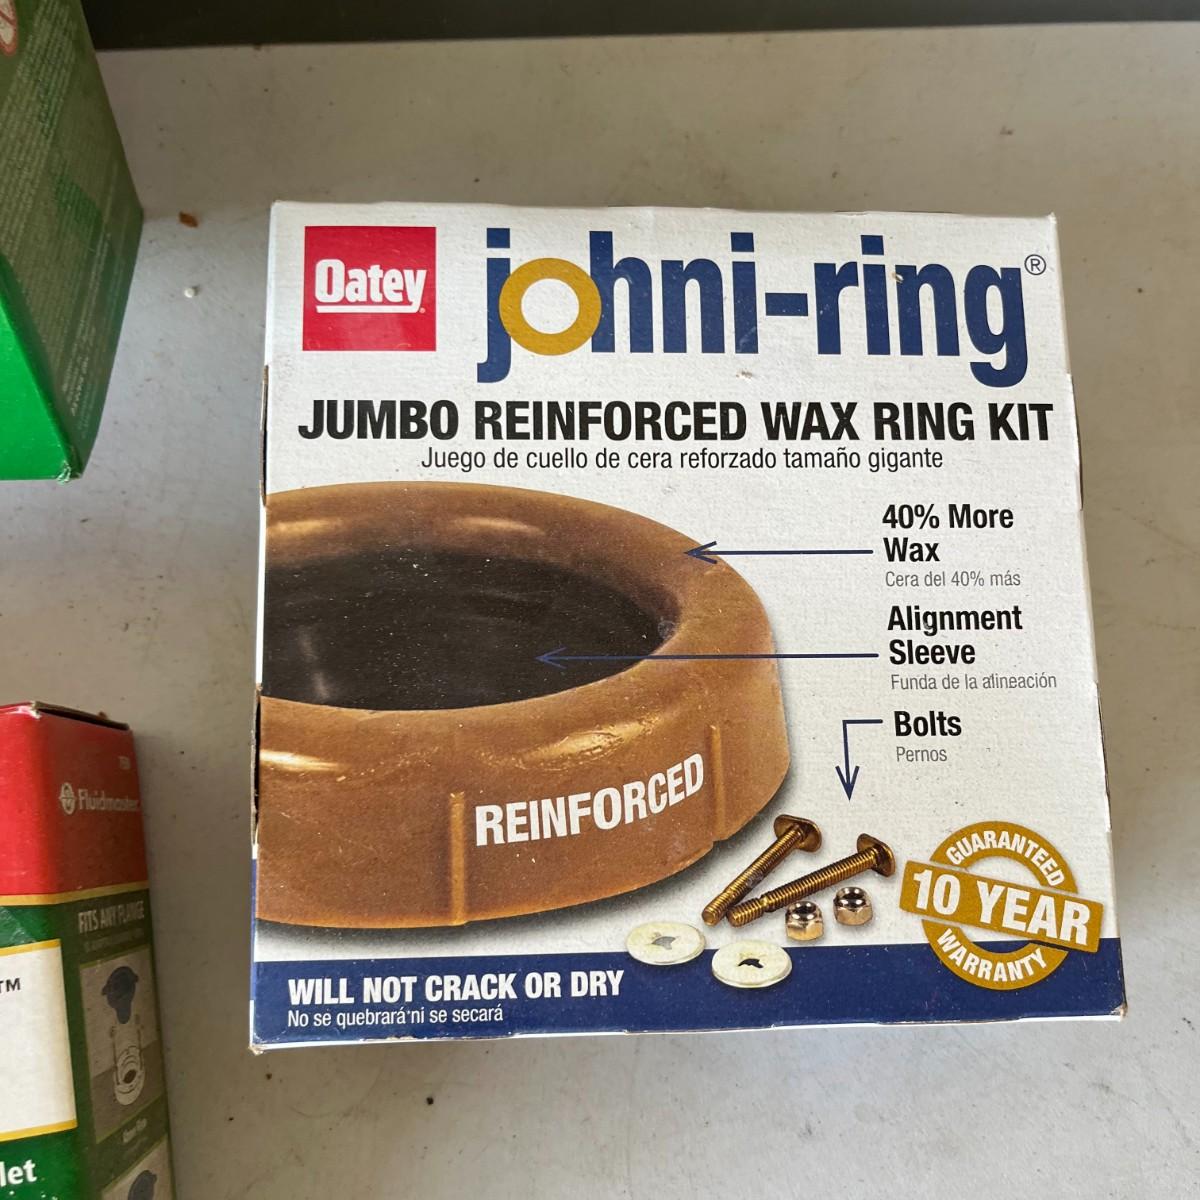 Oatey
johni-ring®
JUMBO REINFORCED WAX RING KIT
Juego de cuello de cera reforzado tamaño gigante
40% More
Wax
Cera del 40% más
Alignment
Sleeve
Funda de la alineación
Bolts
Pernos
REINFORCED
GUARANTEED
10 YEAR
WARRANTY
WILL NOT CRACK OR DRY
No se quebrará ni se secará
Fluidmaster
FITS ANY FLANGE
TM
let